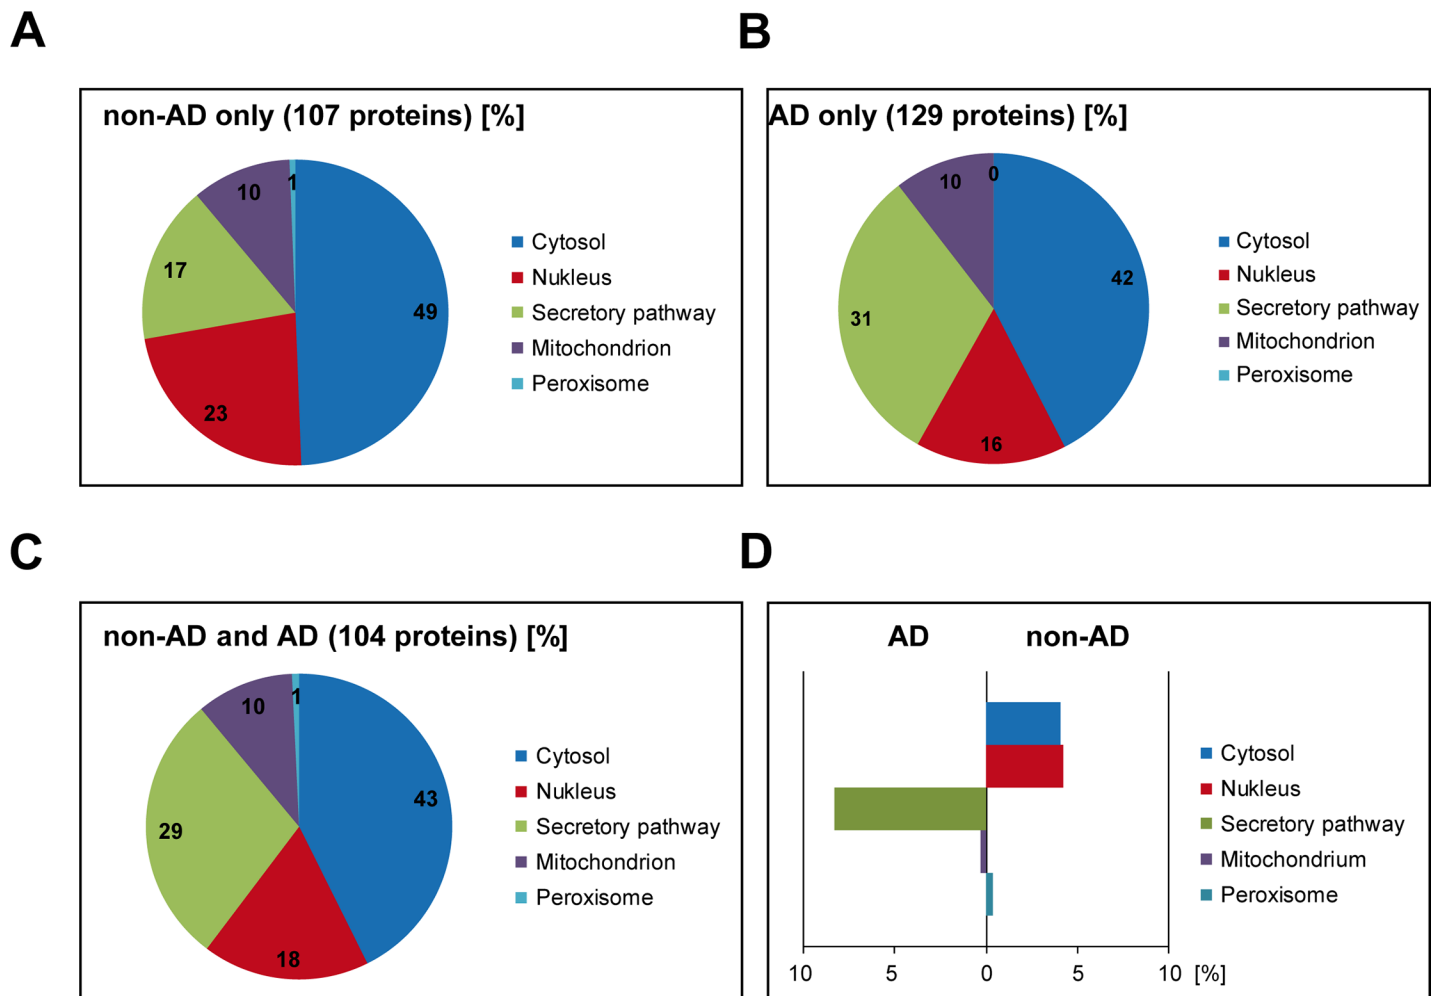 A
non-AD only (107 proteins) [%]
10
1
17
49
23
Cytosol
Nukleus
Secretory pathway
Mitochondrion
Peroxisome
B
AD only (129 proteins) [%]
10
0
42
31
16
Cytosol
Nukleus
Secretory pathway
Mitochondrion
Peroxisome
C
non-AD and AD (104 proteins) [%]
10
1
43
29
18
Cytosol
Nukleus
Secretory pathway
Mitochondrion
Peroxisome
D
AD non-AD
Cytosol
Nukleus
Secretory pathway
Mitochondrium
Peroxisome
10 5 0 5 10 [%]